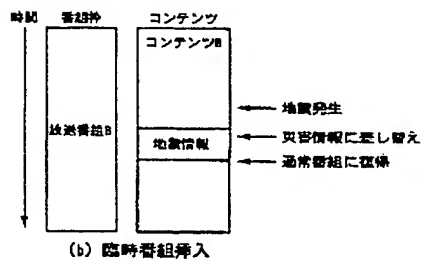 時間 番組枠 コンテンツ
コンテンツB
地震発生
放送番組B
地震情報
災害情報に差し替え
通常番組に復帰
(b) 臨時番組挿入